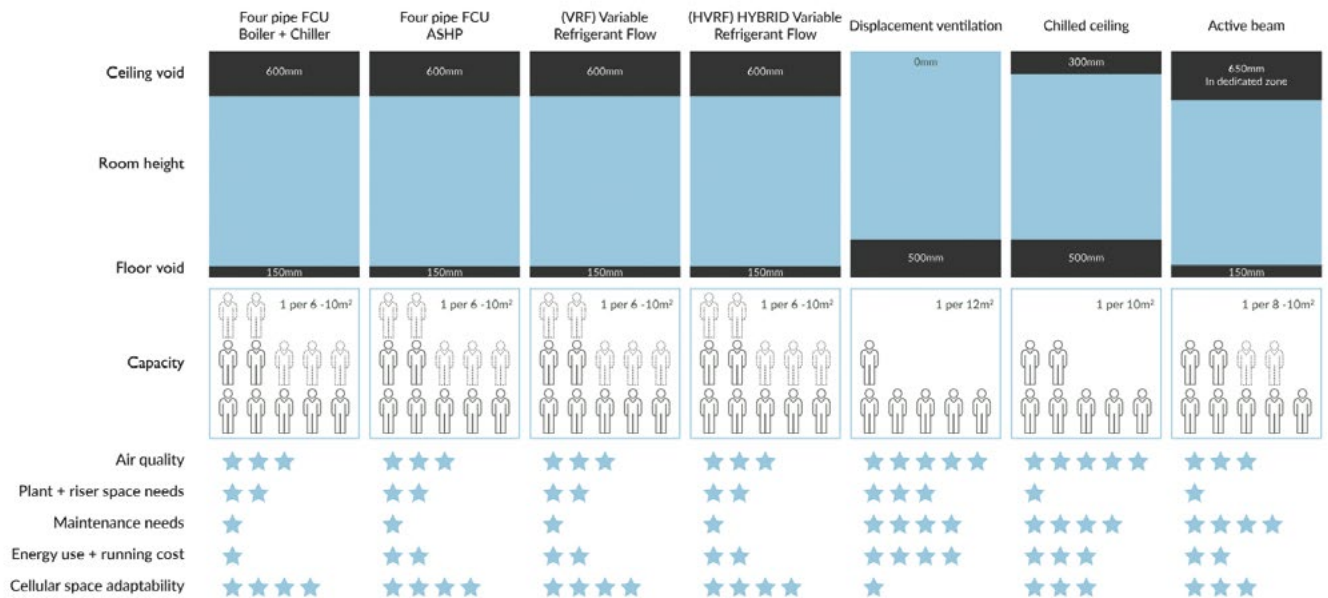 Four pipe FCU
Boiler + Chiller
Four pipe FCU
ASHP
(VRF) Variable
Refrigerant Flow
(HVRF) HYBRID Variable
Refrigerant Flow
Displacement ventilation
Chilled ceiling
Active beam
Ceiling void
600mm
600mm
600mm
600mm
0mm
300mm
650mm
In dedicated zone
Room height
Floor void
150mm
150mm
150mm
150mm
500mm
500mm
150mm
Capacity
1 per 6 -10m²
1 per 6 -10m²
1 per 6 -10m²
1 per 6 -10m²
1 per 12m²
1 per 10m²
1 per 8 -10m²
Air quality
Plant + riser space needs
Maintenance needs
Energy use + running cost
Cellular space adaptability